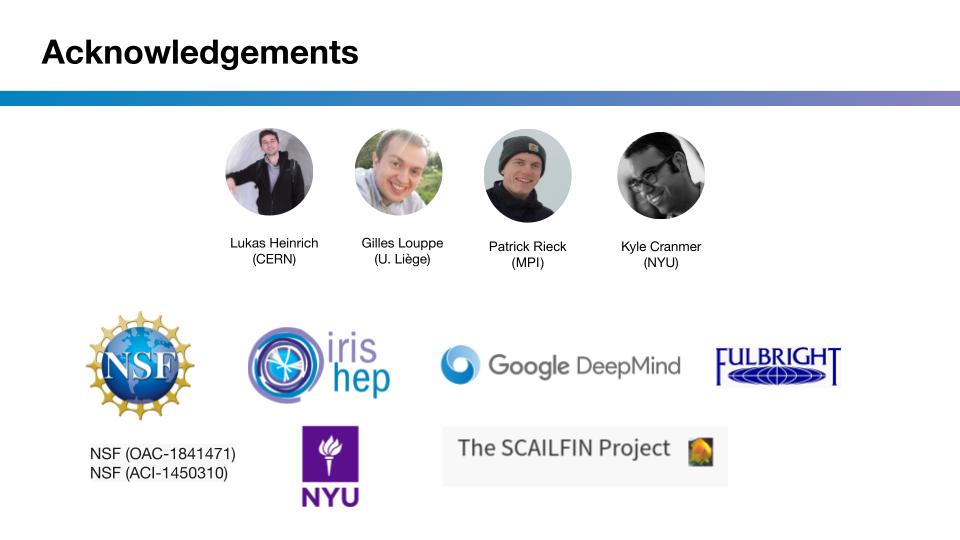 Acknowledgements
Lukas Heinrich
(CERN)
Gilles Louppe
(U. Liège)
Patrick Rieck
(MPI)
Kyle Cranmer
(NYU)
NSF
iris
hep
Google DeepMind
FULBRIGHT
NSF (OAC-1841471)
NSF (ACI-1450310)
NYU
The SCAILFIN Project